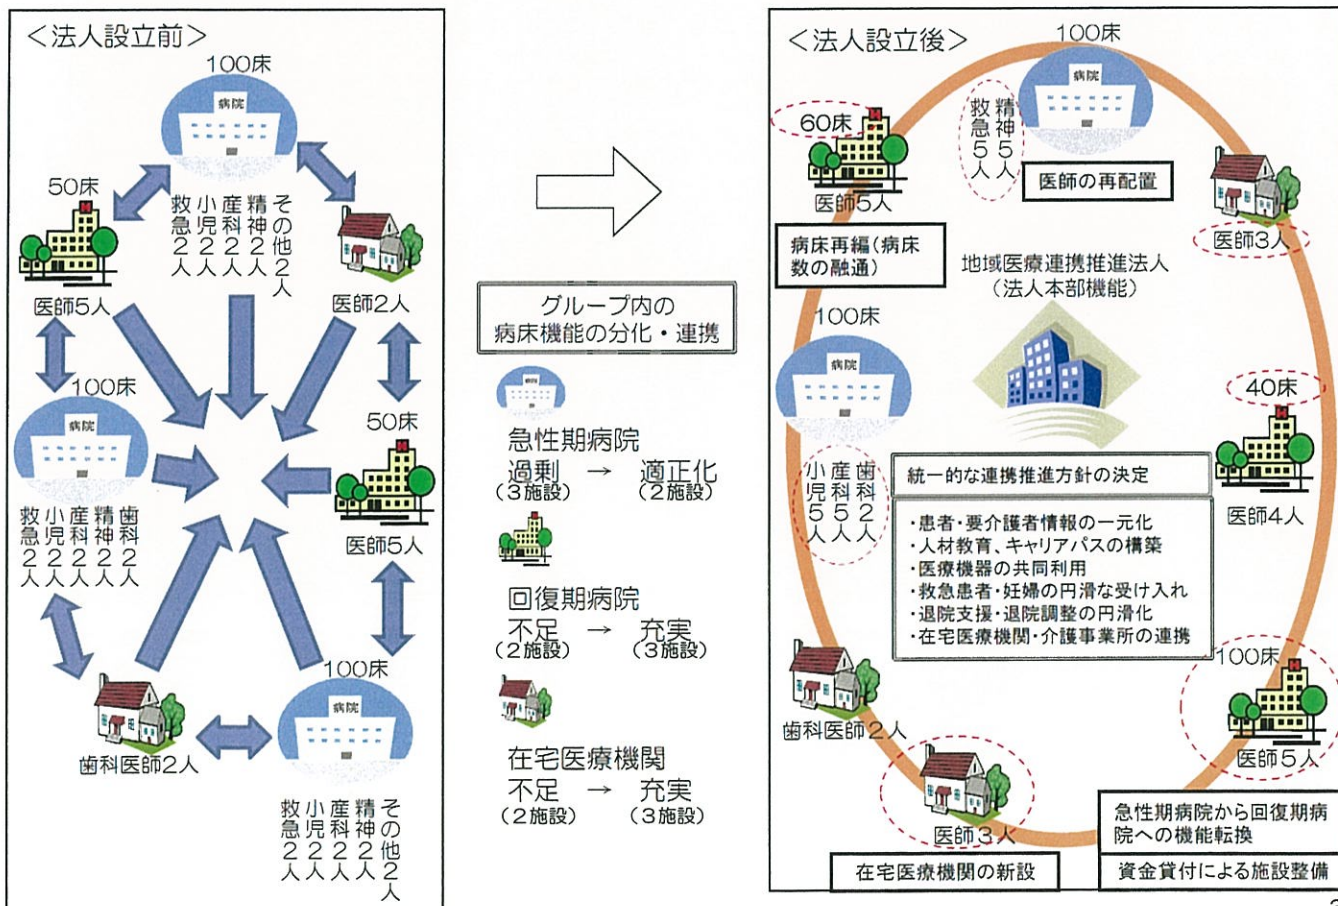 <法人設立前>
100床
病院
救急2人
小児2人
産科2人
精神2人
その他2人
50床
H
医師5人
医師2人
100床
病院
救急2人
小児2人
産科2人
精神2人
歯科2人
50床
H
医師5人
歯科医師2人
100床
病院
救急2人
小児2人
産科2人
精神2人
その他2人
グループ内の
病床機能の分化・連携
病院
急性期病院
過剰 → 適正化
(3施設) (2施設)
H
回復期病院
不足 → 充実
(2施設) (3施設)
在宅医療機関
不足 → 充実
(2施設) (3施設)
<法人設立後>
100床
病院
救急5人
精神5人
医師の再配置
60床
H
医師5人
病床再編(病床
数の融通)
医師3人
地域医療連携推進法人
(法人本部機能)
100床
病院
小児5人
産科5人
歯科2人
40床
H
医師4人
統一的な連携推進方針の決定
・患者・要介護者情報の一元化
・人材教育、キャリアパスの構築
・医療機器の共同利用
・救急患者・妊婦の円滑な受け入れ
・退院支援・退院調整の円滑化
・在宅医療機関・介護事業所の連携
100床
H
医師5人
歯科医師2人
医師3人
在宅医療機関の新設
急性期病院から回復期病
院への機能転換
資金貸付による施設整備